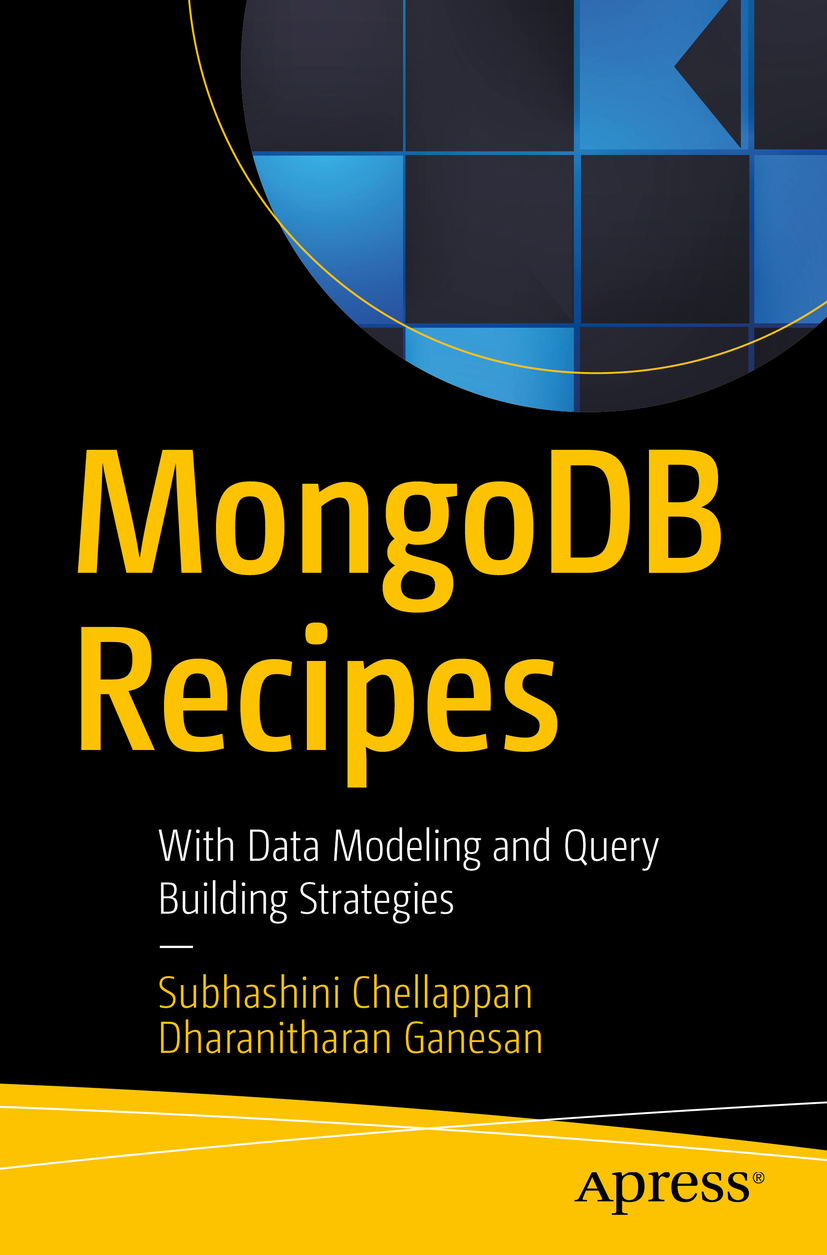 MongoDB
Recipes
With Data Modeling and Query
Building Strategies
Subhashini Chellappan
Dharanitharan Ganesan
Apress®